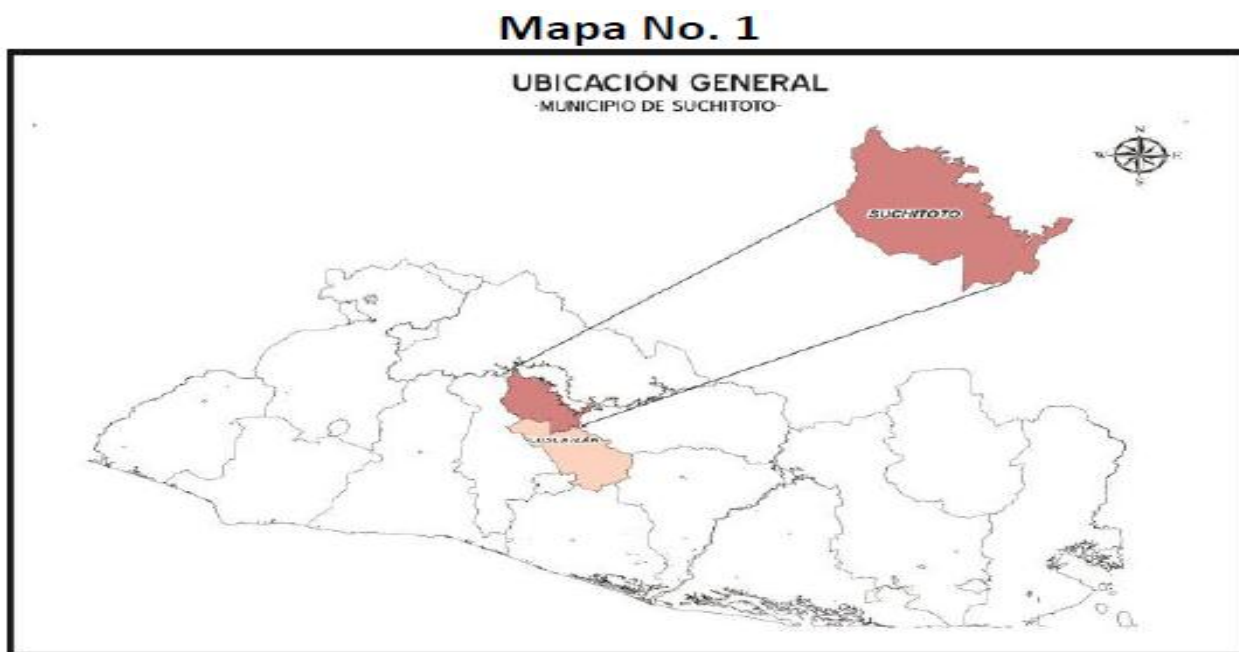 Mapa No. 1
UBICACIÓN GENERAL
-MUNICIPIO DE SUCHITOTO-
N
E
S
SUCHITOTO